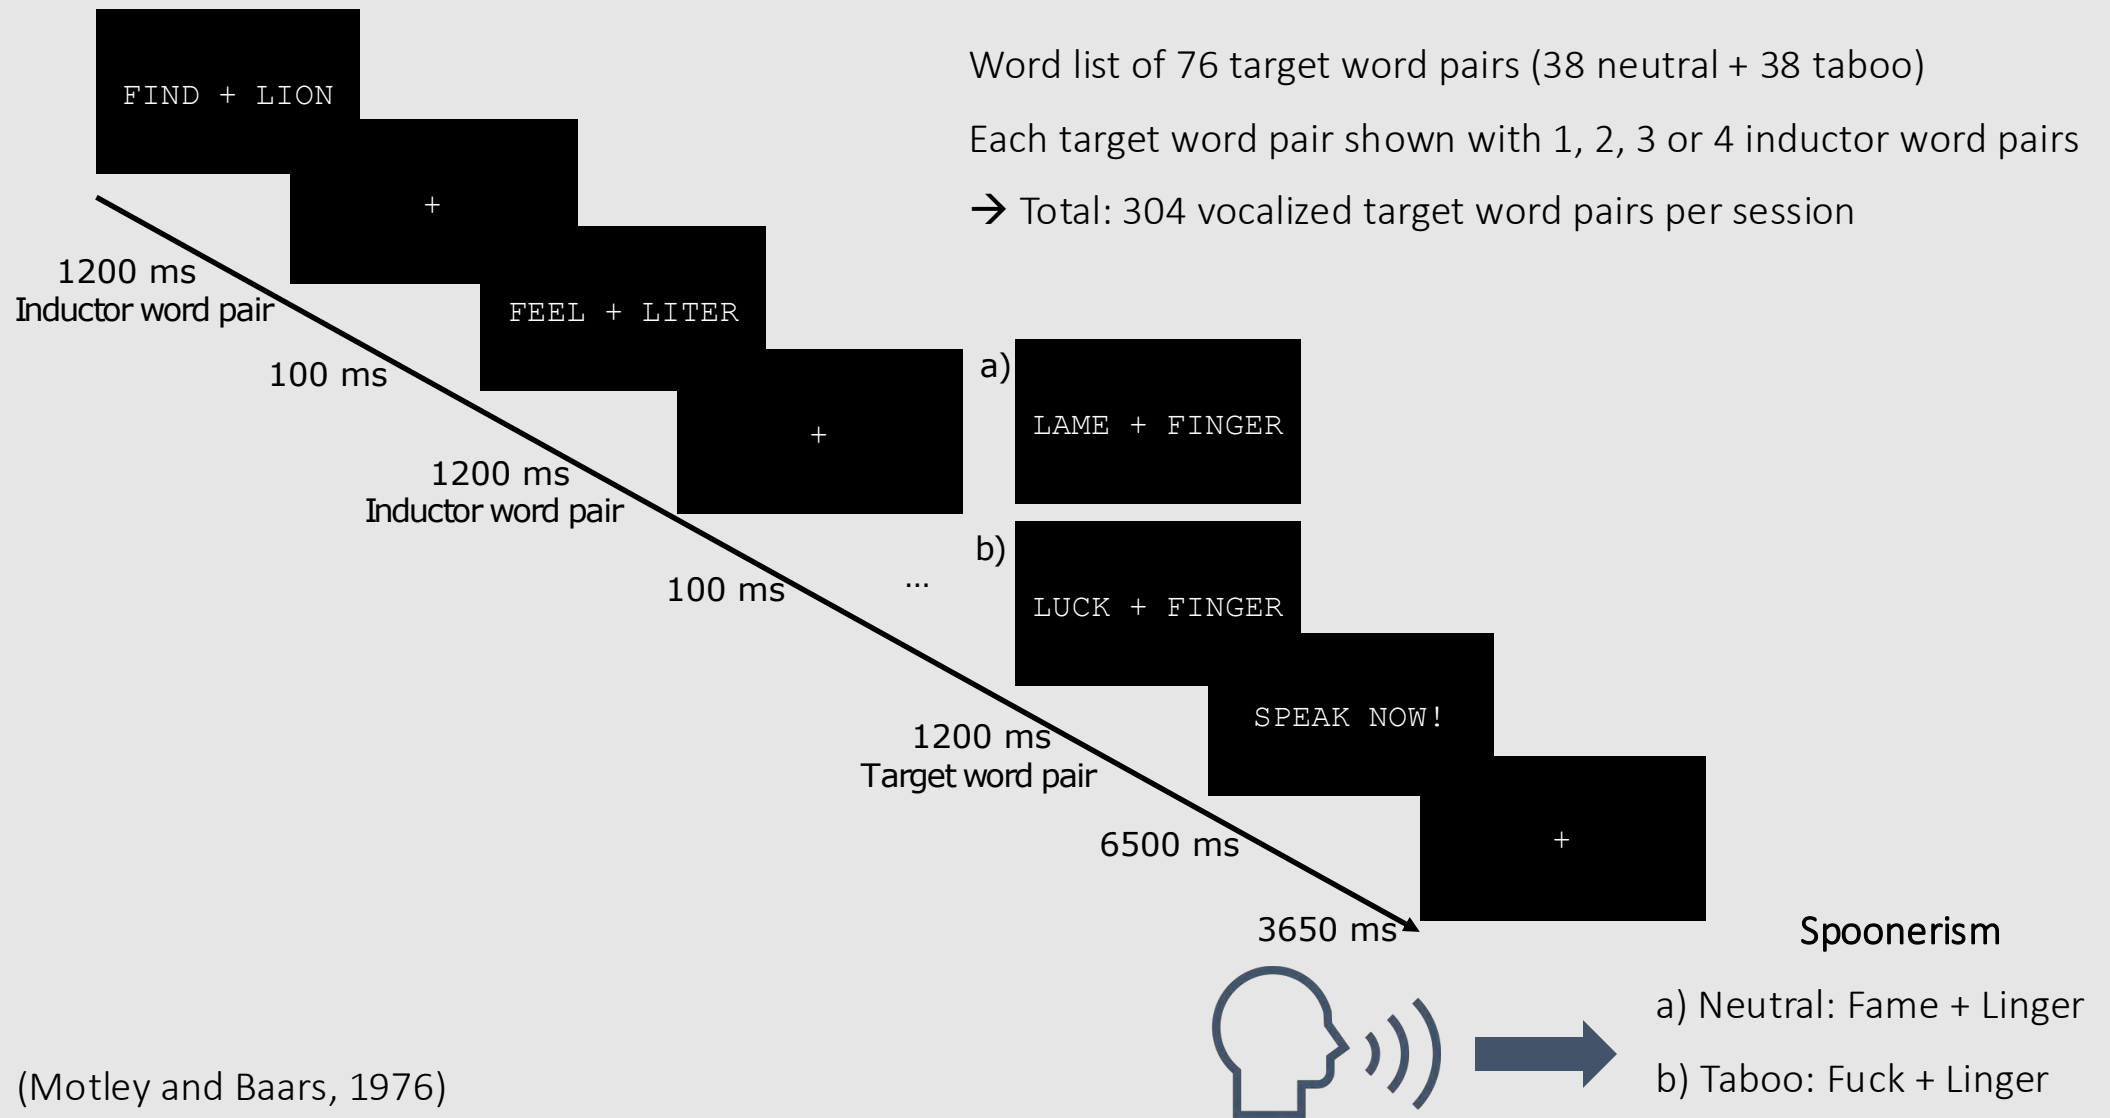 FIND + LION
+
FEEL + LITER
+
a)
LAME + FINGER
b)
LUCK + FINGER
SPEAK NOW!
+
1200 ms
Inductor word pair
100 ms
1200 ms
Inductor word pair
100 ms
...
1200 ms
Target word pair
6500 ms
3650 ms
Word list of 76 target word pairs (38 neutral + 38 taboo)
Each target word pair shown with 1, 2, 3 or 4 inductor word pairs
→ Total: 304 vocalized target word pairs per session
Spoonerism
a) Neutral: Fame + Linger
b) Taboo: Fuck + Linger
(Motley and Baars, 1976)